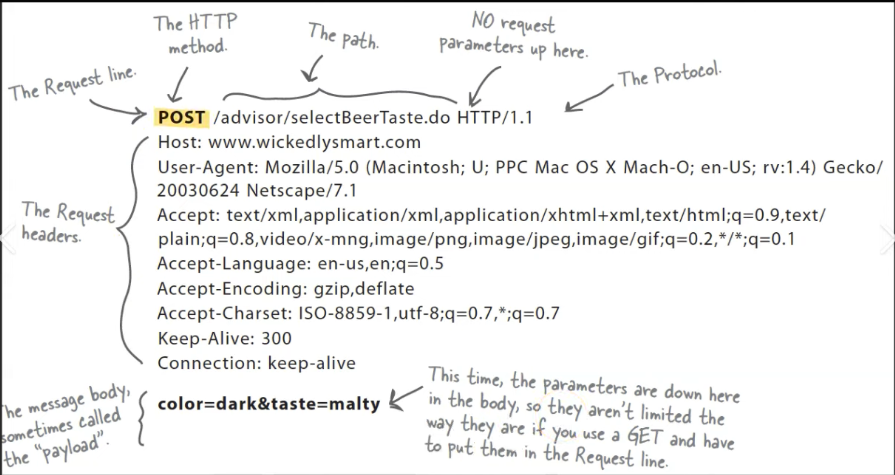 The HTTP
method.
The path.
NO request
parameters up here.
The Request line.
The Protocol.
POST /advisor/selectBeerTaste.do HTTP/1.1
Host: www.wickedlysmart.com
User-Agent: Mozilla/5.0 (Macintosh; U; PPC Mac OS X Mach-O; en-US; rv:1.4) Gecko/
20030624 Netscape/7.1
The Request
headers.
Accept: text/xml,application/xml,application/xhtml+xml,text/html;q=0.9,text/
plain;q=0.8,video/x-mng,image/png,image/jpeg,image/gif;q=0.2,*/*;q=0.1
Accept-Language: en-us,en;q=0.5
Accept-Encoding: gzip,deflate
Accept-Charset: ISO-8859-1,utf-8;q=0.7,*;q=0.7
Keep-Alive: 300
Connection: keep-alive
he message body,
sometimes called
the "payload".
color=dark&taste=malty
This time, the parameters are down here
in the body, so they aren't limited the
way they are if you use a GET and have
to put them in the Request line.